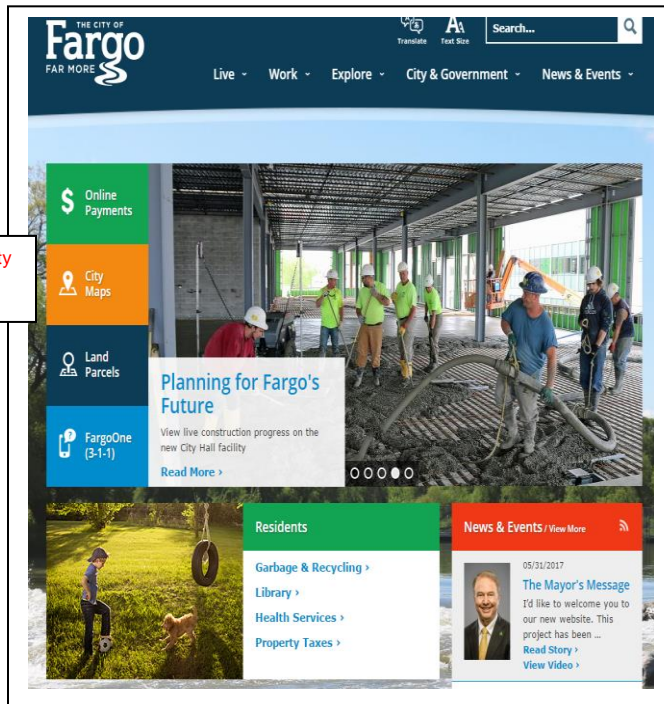 THE CITY OF
Fargo
FAR MORE
Translate
Text Size
Search...
Live
Work
Explore
City & Government
News & Events
Online
Payments
City
Maps
Land
Parcels
FargoOne
(3-1-1)
Planning for Fargo's
Future
View live construction progress on the
new City Hall facility
Read More ›
Residents
Garbage & Recycling ›
Library ›
Health Services ›
Property Taxes ›
News & Events / View More
05/31/2017
The Mayor's Message
I'd like to welcome you to
our new website. This
project has been ...
Read Story ›
View Video ›